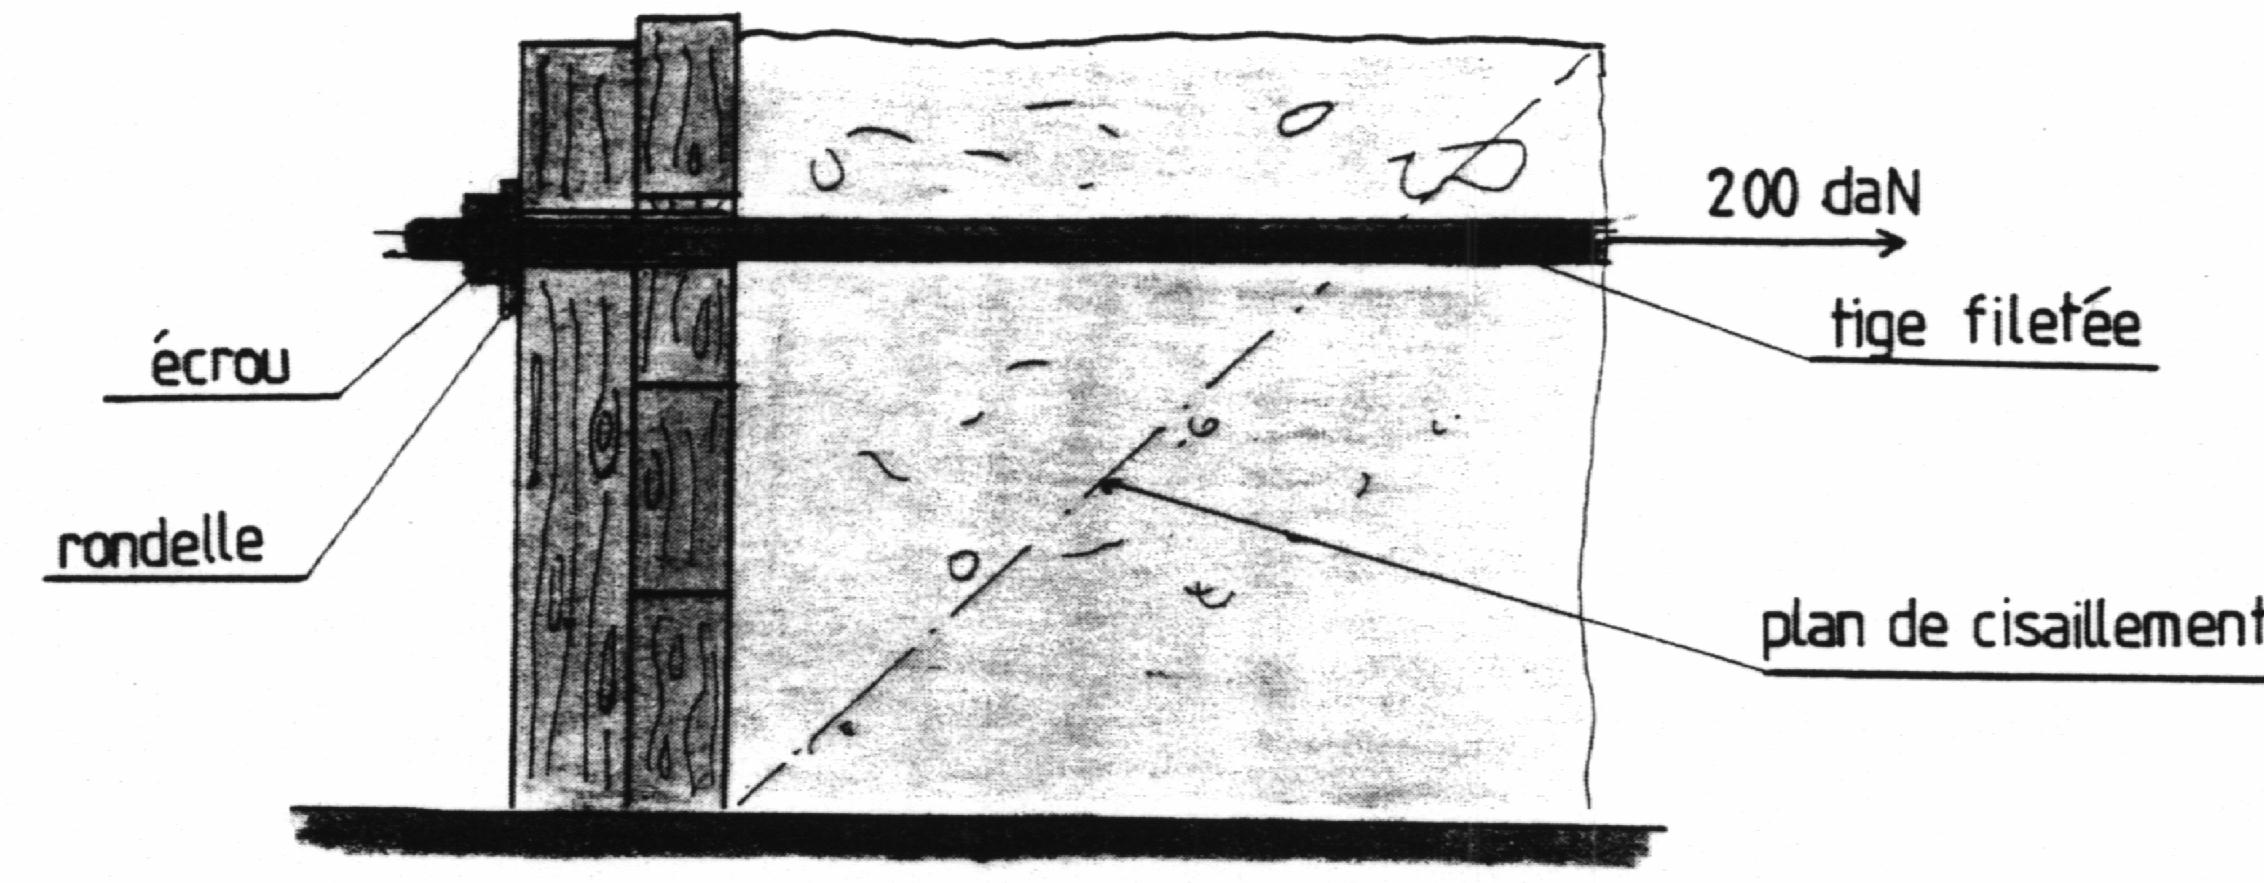 200 daN
tige filetée
écrou
rondelle
plan de cisaillement